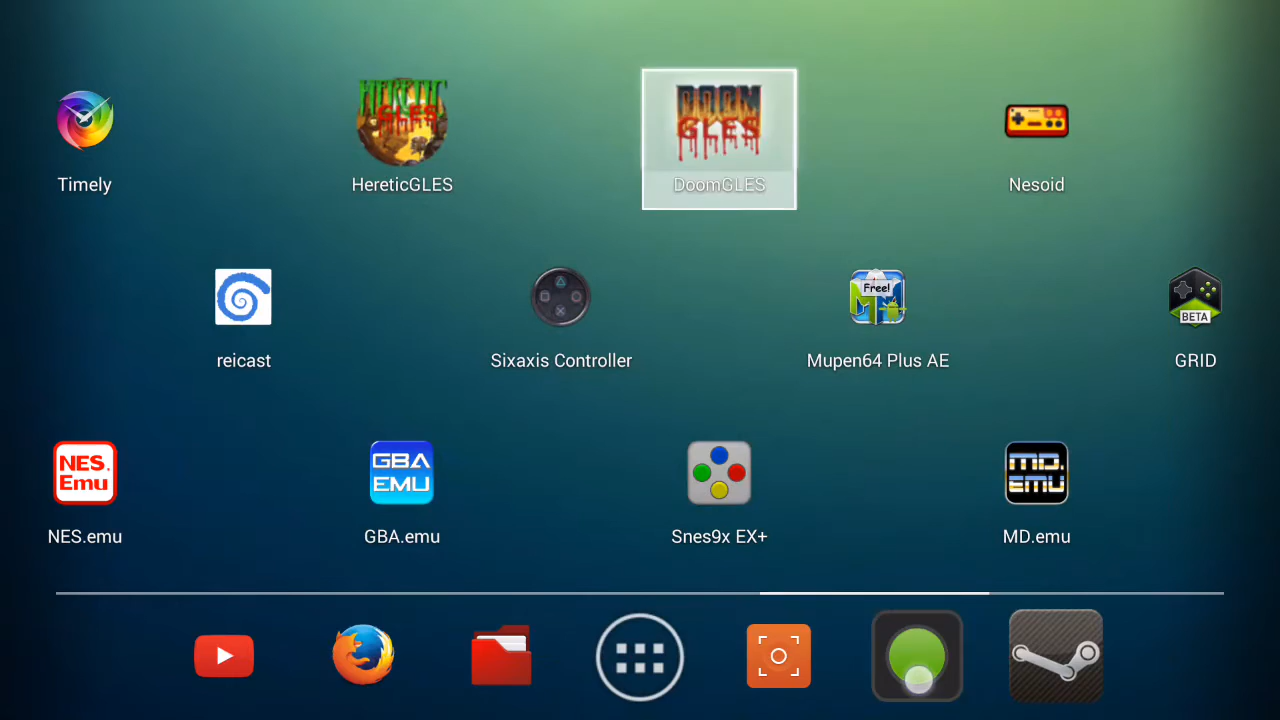 HERETIC
GLES
DOOM
GLES
Timely
HereticGLES
DoomGLES
Nesoid
Free!
M
BETA
reicast
Sixaxis Controller
Mupen64 Plus AE
GRID
NES.
Emu
GBA
EMU
MD.
EMU
NES.emu
GBA.emu
Snes9x EX+
MD.emu